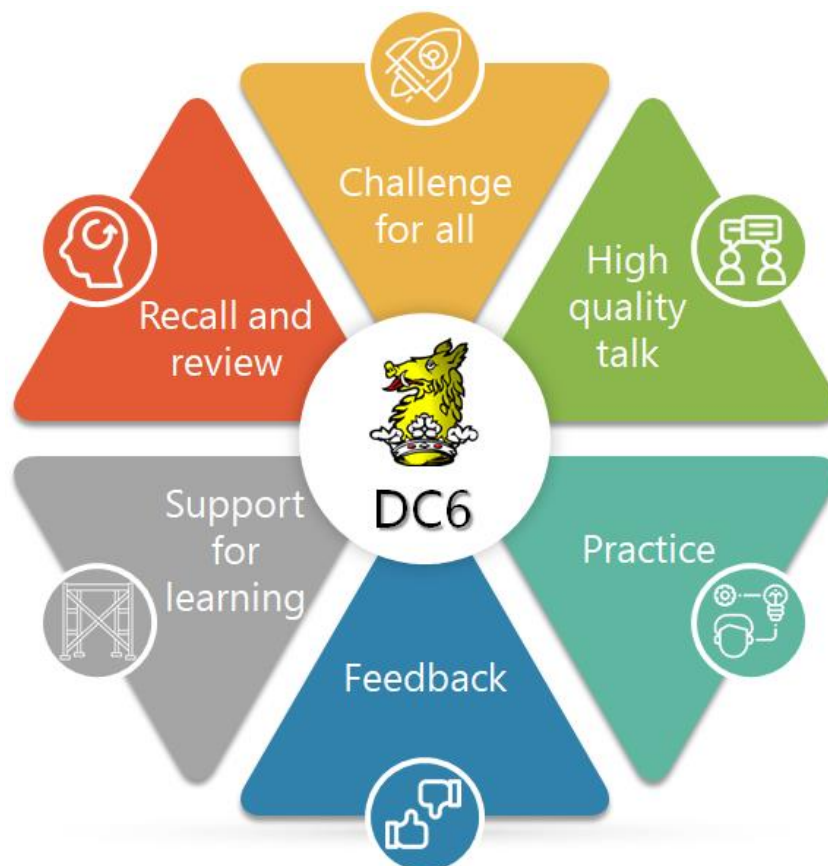 Challenge
for all
High
quality
talk
Practice
Feedback
Support
for
learning
Recall and
review
DC6